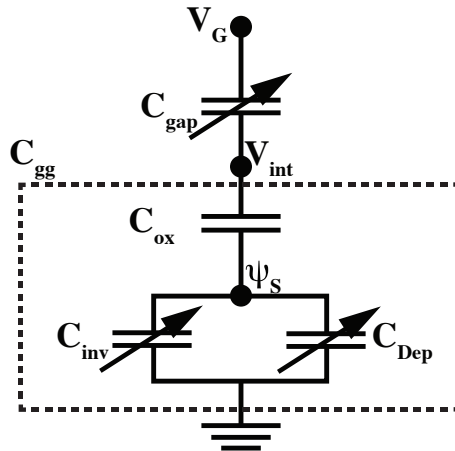 V_G
C_gap
C_gg
V_int
C_ox
ψ_S
C_inv
C_Dep